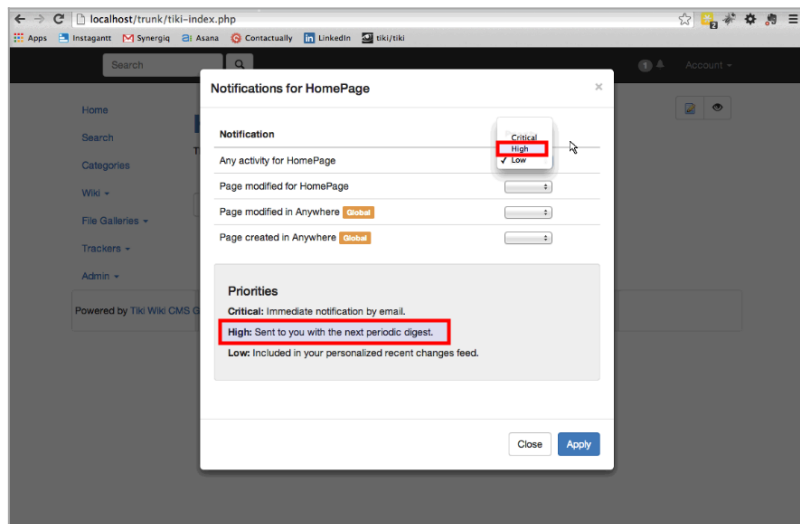 localhost/trunk/tiki-index.php
Apps Instagantt Synergiq Asana Contactually LinkedIn tiki/tiki
Search
1 Account
Notifications for HomePage ×
Home
Search
Categories
Wiki
File Galleries
Trackers
Admin
Powered by Tiki Wiki CMS G
Notification
Critical
High
✓ Low
Any activity for HomePage
Page modified for HomePage
Page modified in Anywhere Global
Page created in Anywhere Global
Priorities
Critical: Immediate notification by email.
High: Sent to you with the next periodic digest.
Low: Included in your personalized recent changes feed.
Close Apply